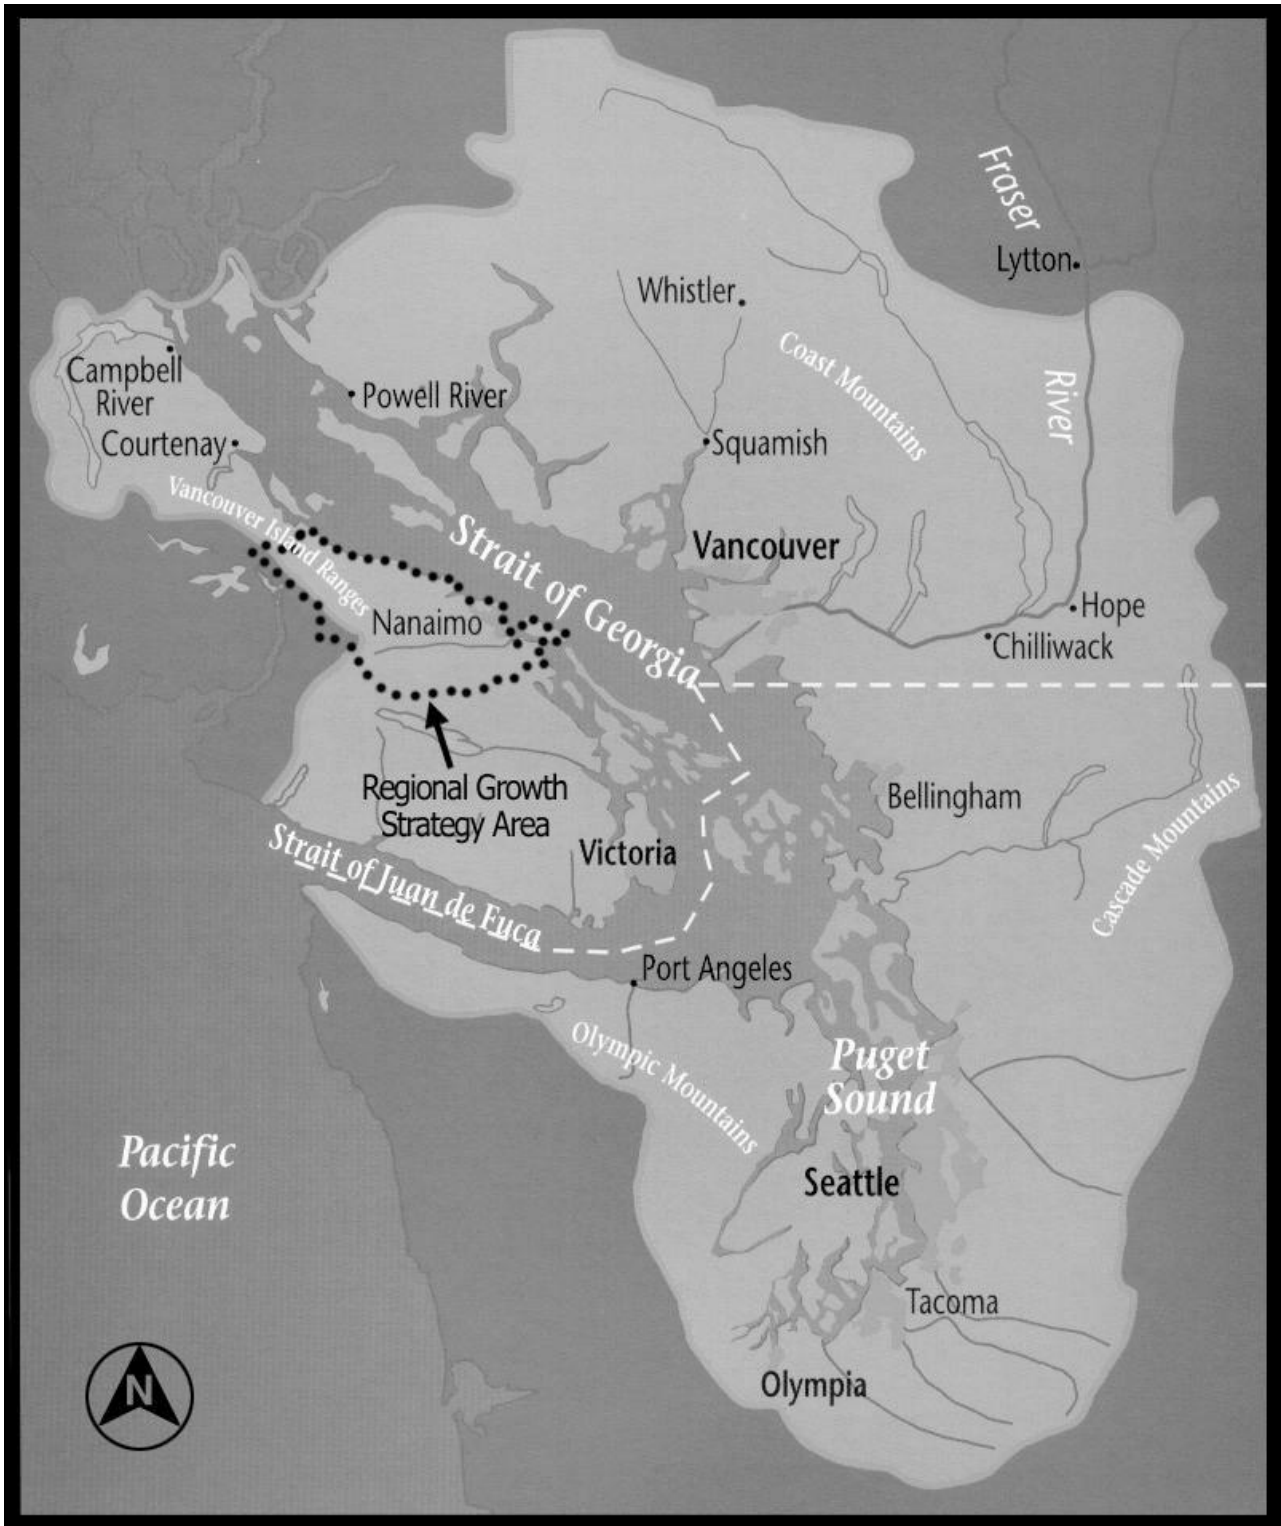 Fraser
Lytton
Whistler
Coast Mountains
River
Campbell
River
Powell River
Courtenay
Squamish
Vancouver Island Ranges
Strait of Georgia
Vancouver
Nanaimo
Hope
Chilliwack
Regional Growth
Strategy Area
Bellingham
Cascade Mountains
Victoria
Strait of Juan de Fuca
Port Angeles
Olympic Mountains
Puget
Sound
Pacific
Ocean
Seattle
Tacoma
Olympia
N